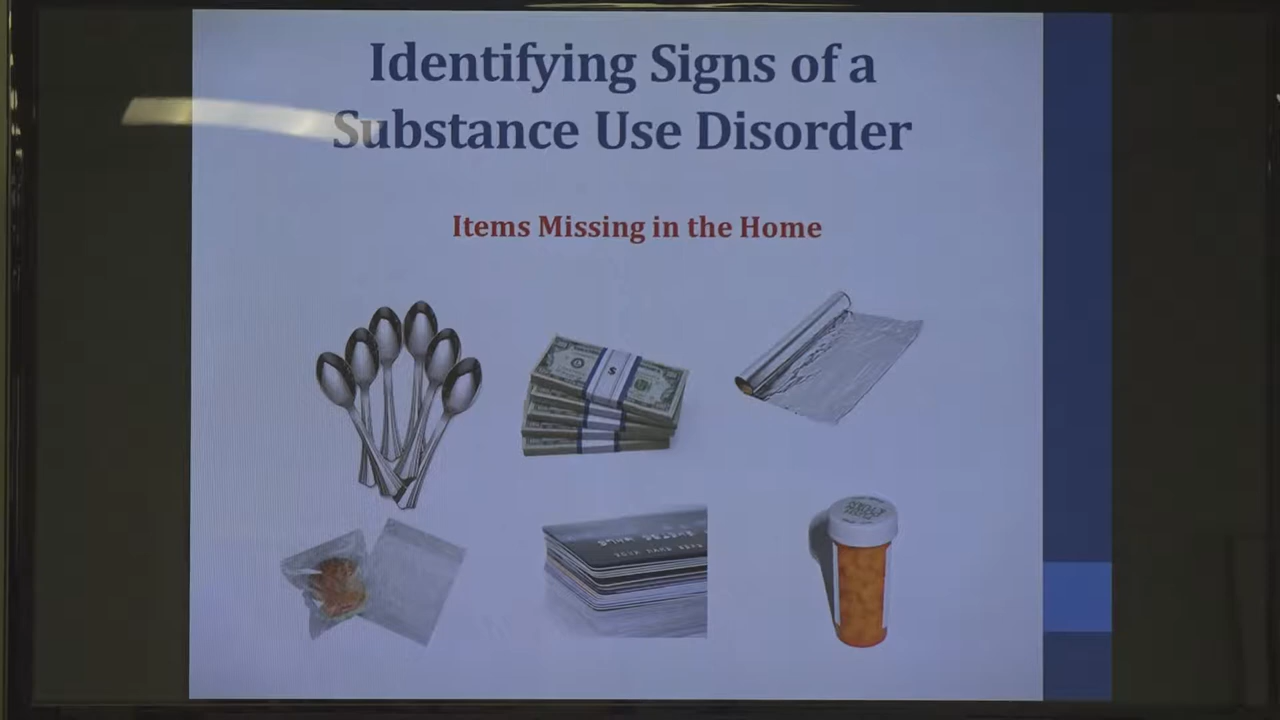 Identifying Signs of a
Substance Use Disorder
Items Missing in the Home
$